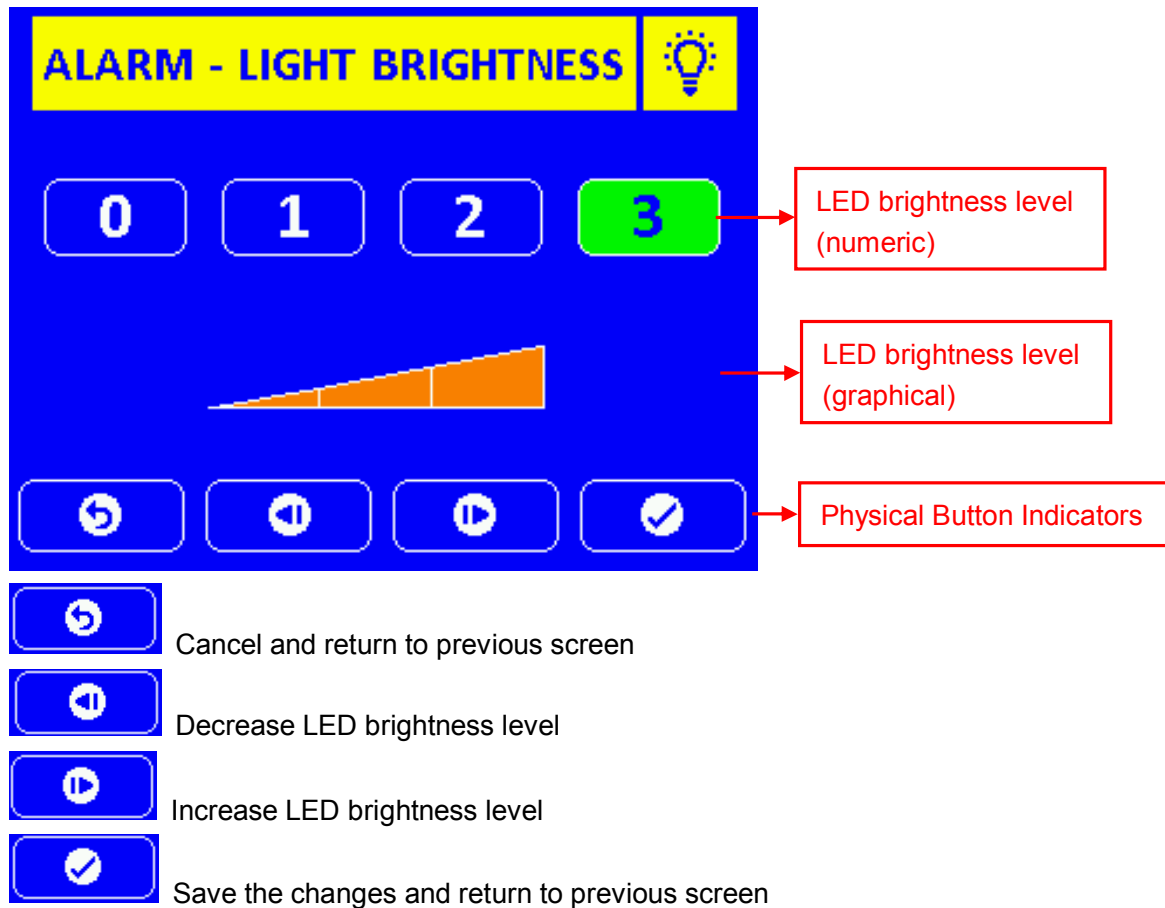 ALARM - LIGHT BRIGHTNESS
0 1 2 3
LED brightness level
(numeric)
LED brightness level
(graphical)
Physical Button Indicators
Cancel and return to previous screen
Decrease LED brightness level
Increase LED brightness level
Save the changes and return to previous screen